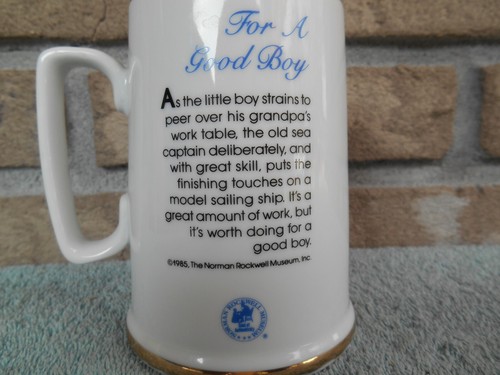 For A
Good Boy
As the little boy strains to
peer over his grandpa's
work table, the old sea
captain deliberately, and
with great skill, puts the
finishing touches on a
model sailing ship. It's a
great amount of work, but
it's worth doing for a
good boy.
©1985, The Norman Rockwell Museum, Inc.